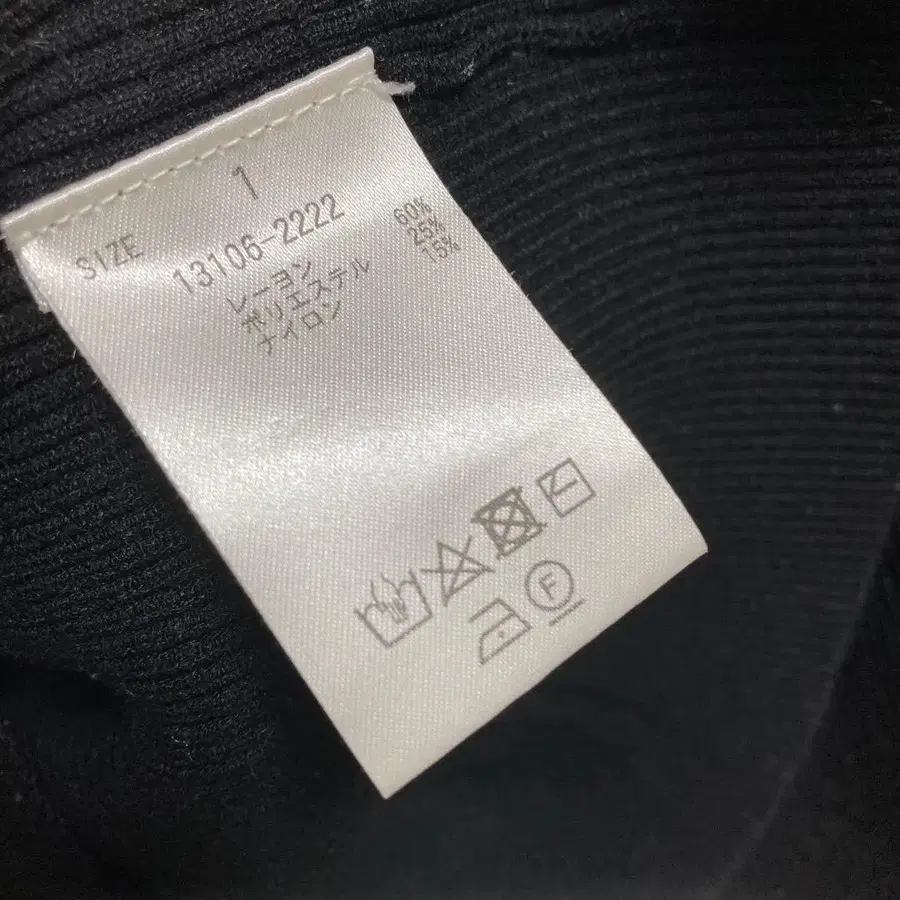 SIZE 1
13106-2222
レーヨン 60%
ポリエステル 25%
ナイロン 15%
F